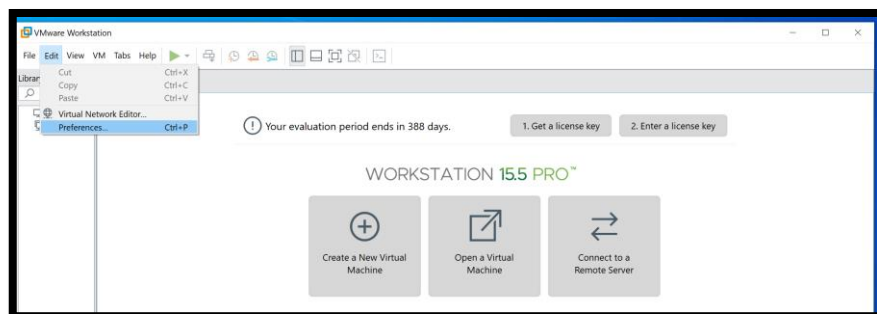 VMware Workstation
File Edit View VM Tabs Help
Cut Ctrl+X
Copy Ctrl+C
Paste Ctrl+V
Virtual Network Editor...
Preferences... Ctrl+P
Your evaluation period ends in 388 days.
1. Get a license key
2. Enter a license key
WORKSTATION 15.5 PRO™
Create a New Virtual
Machine
Open a Virtual
Machine
Connect to a
Remote Server